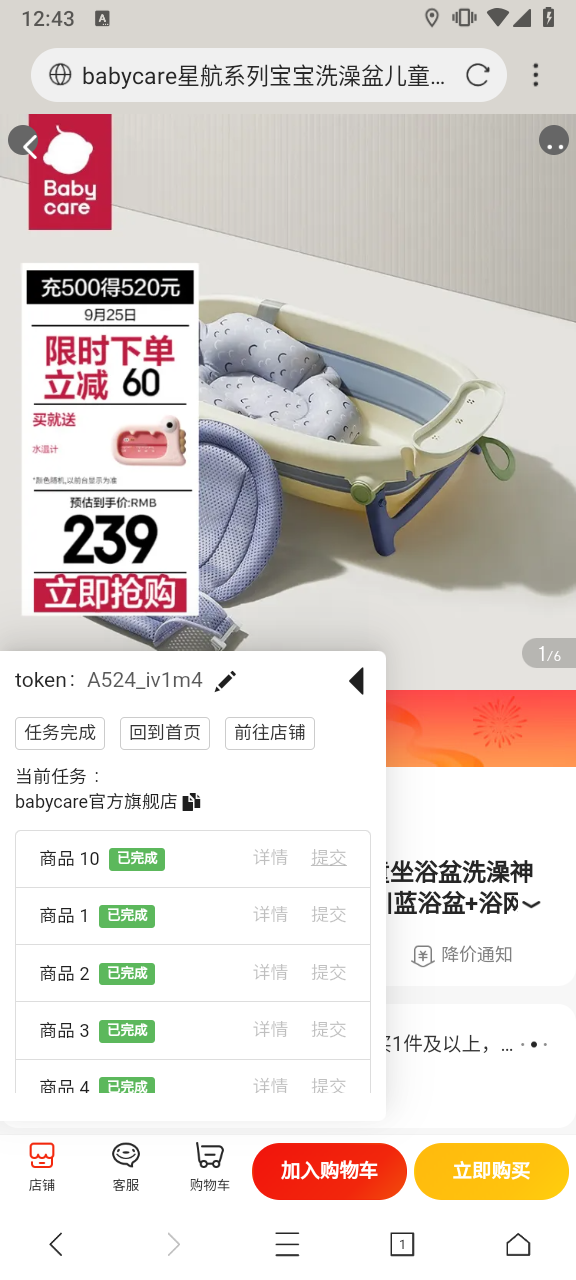 12:43
A
babycare星航系列宝宝洗澡盆儿童…
Baby
care
充500得520元
9月25日
限时下单
立减 60
买就送
水温计
*颜色随机,以前台显示为准
预估到手价:RMB
239
立即抢购
1/6
token： A524_iv1m4
任务完成 回到首页 前往店铺
当前任务：
babycare官方旗舰店
商品 10 已完成 详情 提交
商品 1 已完成 详情 提交
商品 2 已完成 详情 提交
商品 3 已完成 详情 提交
商品 4 已完成 详情 提交
坐浴盆洗澡神
蓝浴盆+浴网
降价通知
买1件及以上，...
店铺 客服 购物车 加入购物车 立即购买
1